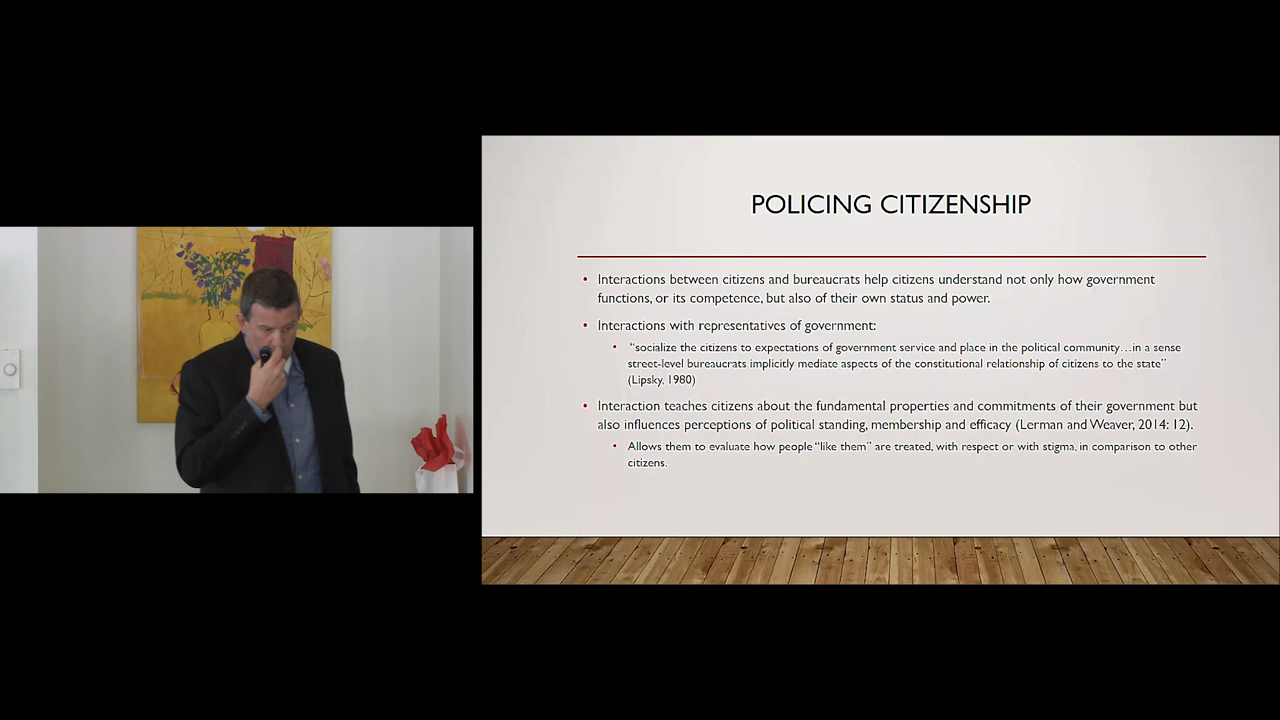 POLICING CITIZENSHIP
• Interactions between citizens and bureaucrats help citizens understand not only how government
functions, or its competence, but also of their own status and power.
• Interactions with representatives of government:
• “socialize the citizens to expectations of government service and place in the political community…in a sense
street-level bureaucrats implicitly mediate aspects of the constitutional relationship of citizens to the state”
(Lipsky, 1980)
• Interaction teaches citizens about the fundamental properties and commitments of their government but
also influences perceptions of political standing, membership and efficacy (Lerman and Weaver, 2014: 12).
• Allows them to evaluate how people “like them” are treated, with respect or with stigma, in comparison to other
citizens.